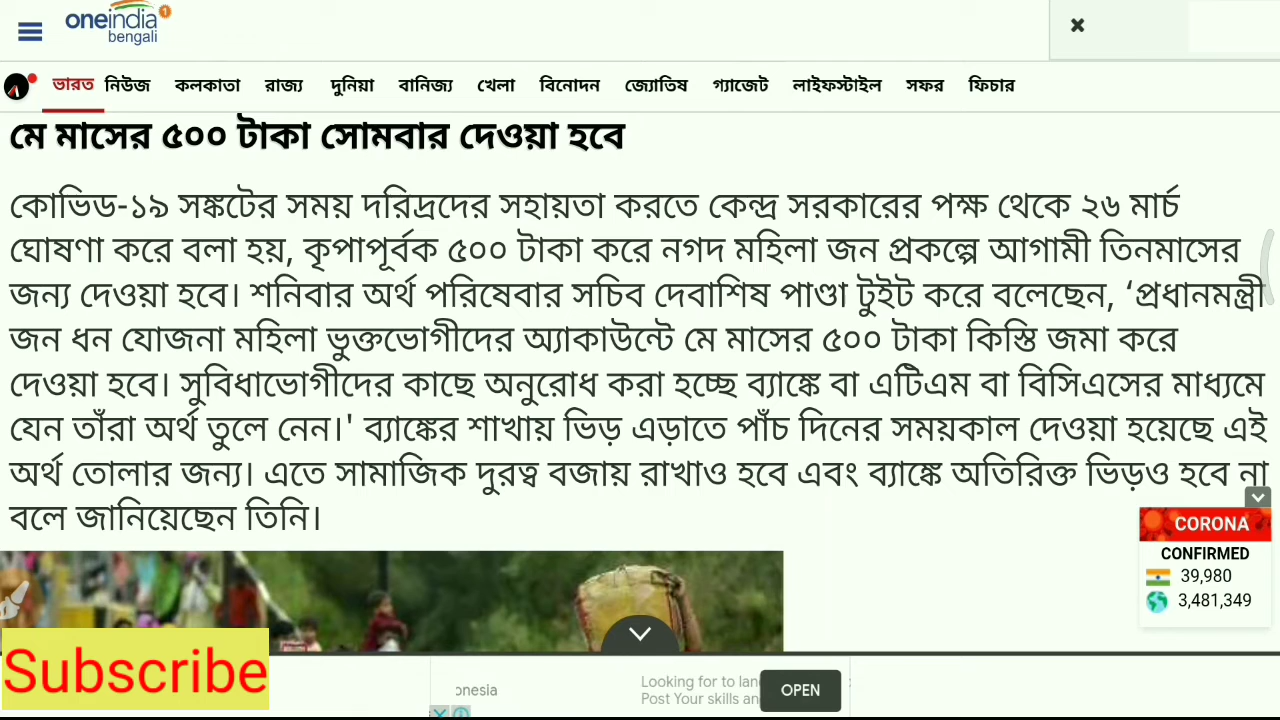 oneindia
bengali
ভারত নিউজ কলকাতা রাজ্য দুনিয়া বানিজ্য খেলা বিনোদন জ্যোতিষ গ্যাজেট লাইফস্টাইল সফর ফিচার
মে মাসের ৫০০ টাকা সোমবার দেওয়া হবে
কোভিড-১৯ সঙ্কটের সময় দরিদ্রদের সহায়তা করতে কেন্দ্র সরকারের পক্ষ থেকে ২৬ মার্চ
ঘোষণা করে বলা হয়, কৃপাপূর্বক ৫০০ টাকা করে নগদ মহিলা জন প্রকল্পে আগামী তিনমাসের
জন্য দেওয়া হবে। শনিবার অর্থ পরিষেবার সচিব দেবাশিষ পাণ্ডা টুইট করে বলেছেন, ‘প্রধানমন্ত্রী
জন ধন যোজনা মহিলা ভুক্তভোগীদের অ্যাকাউন্টে মে মাসের ৫০০ টাকা কিস্তি জমা করে
দেওয়া হবে। সুবিধাভোগীদের কাছে অনুরোধ করা হচ্ছে ব্যাঙ্কে বা এটিএম বা বিসিএসের মাধ্যমে
যেন তাঁরা অর্থ তুলে নেন।' ব্যাঙ্কের শাখায় ভিড় এড়াতে পাঁচ দিনের সময়কাল দেওয়া হয়েছে এই
অর্থ তোলার জন্য। এতে সামাজিক দুরত্ব বজায় রাখাও হবে এবং ব্যাঙ্কে অতিরিক্ত ভিড়ও হবে না
বলে জানিয়েছেন তিনি।
CORONA
CONFIRMED
39,980
3,481,349
Subscribe
onesia
Looking for to lan
Post Your skills an
OPEN